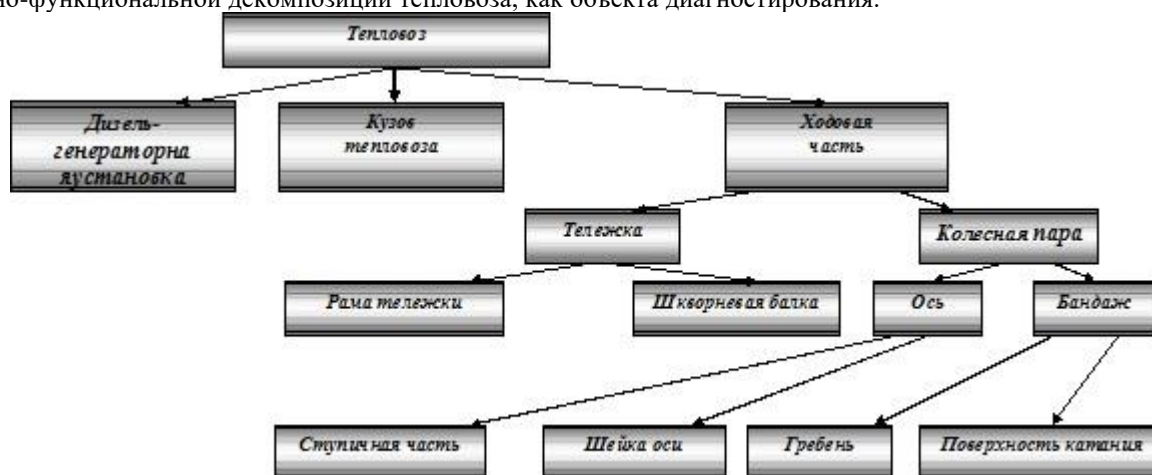 но-функциональной декомпозиции тепловоза, как объекта диагностирования.
Тепловоз
Дизель-
генераторна
яустановка
Кузов
тепловоза
Ходовая
часть
Тележка
Колесная пара
Рама тележки
Шкворневая балка
Ось
Бандаж
Ступичная часть
Шейка оси
Гребень
Поверхность катания